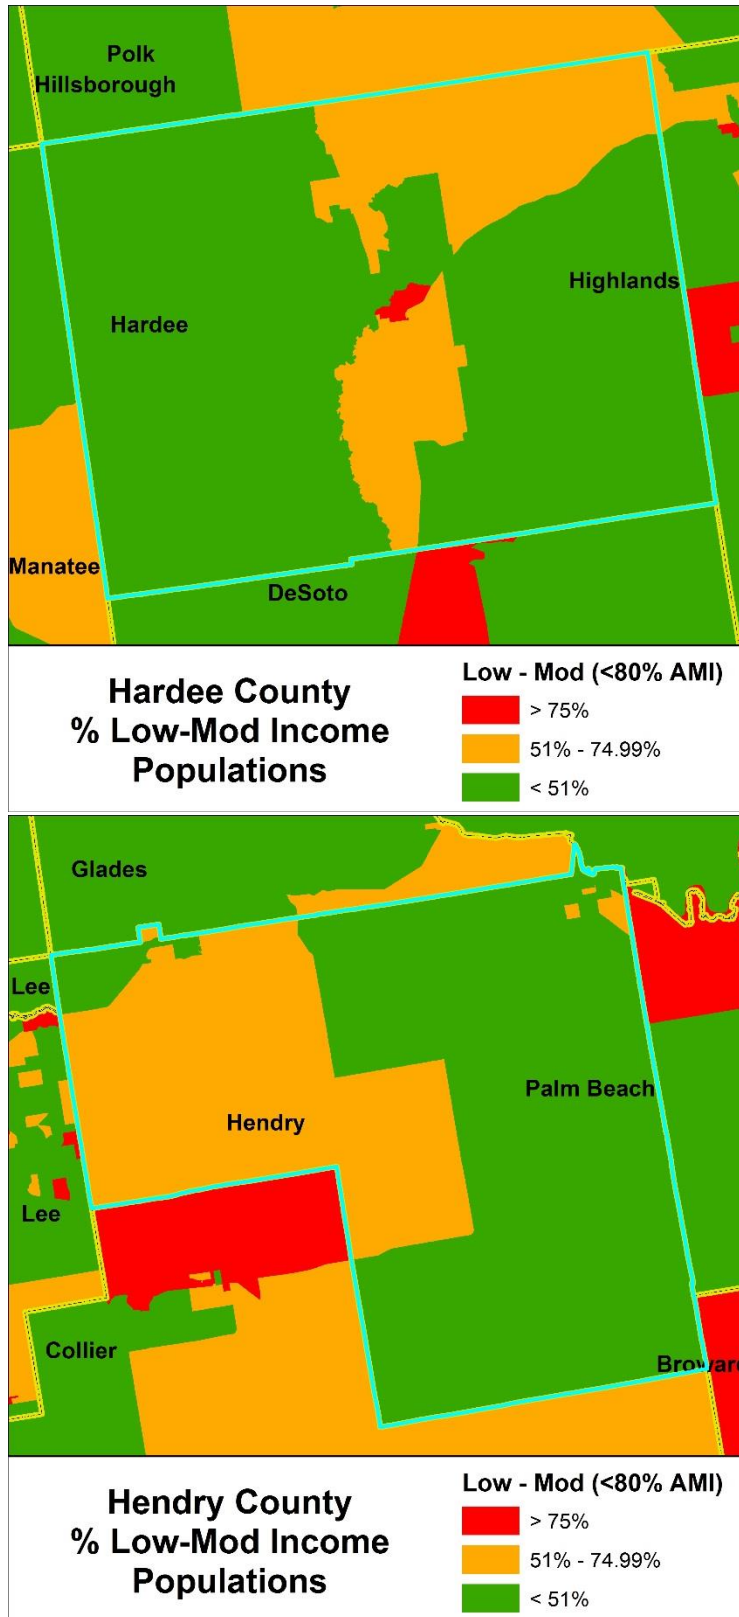 Polk
Hillsborough
Highlands
Hardee
Manatee
DeSoto
Hardee County
% Low-Mod Income
Populations
Low - Mod (<80% AMI)
> 75%
51% - 74.99%
< 51%
Glades
Lee
Palm Beach
Hendry
Lee
Collier
Broward
Hendry County
% Low-Mod Income
Populations
Low - Mod (<80% AMI)
> 75%
51% - 74.99%
< 51%